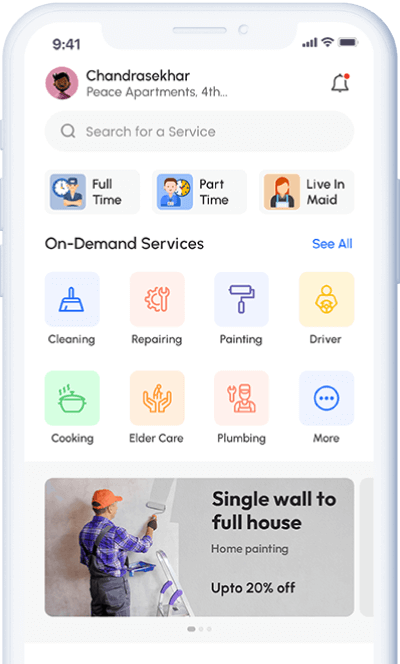 9:41
Chandrasekhar
Peace Apartments, 4th...
Search for a Service
Full
Time
Part
Time
Live In
Maid
On-Demand Services
See All
Cleaning
Repairing
Painting
Driver
Cooking
Elder Care
Plumbing
More
Single wall to
full house
Home painting
Upto 20% off